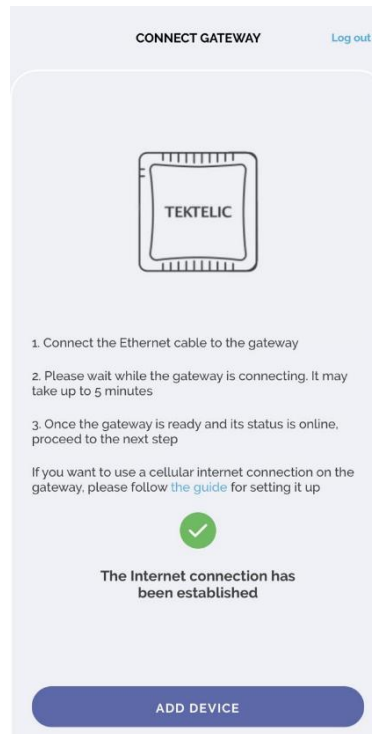 CONNECT GATEWAY
Log out
TEKTELIC
1. Connect the Ethernet cable to the gateway
2. Please wait while the gateway is connecting. It may
take up to 5 minutes
3. Once the gateway is ready and its status is online,
proceed to the next step
If you want to use a cellular internet connection on the
gateway, please follow the guide for setting it up
The Internet connection has
been established
ADD DEVICE